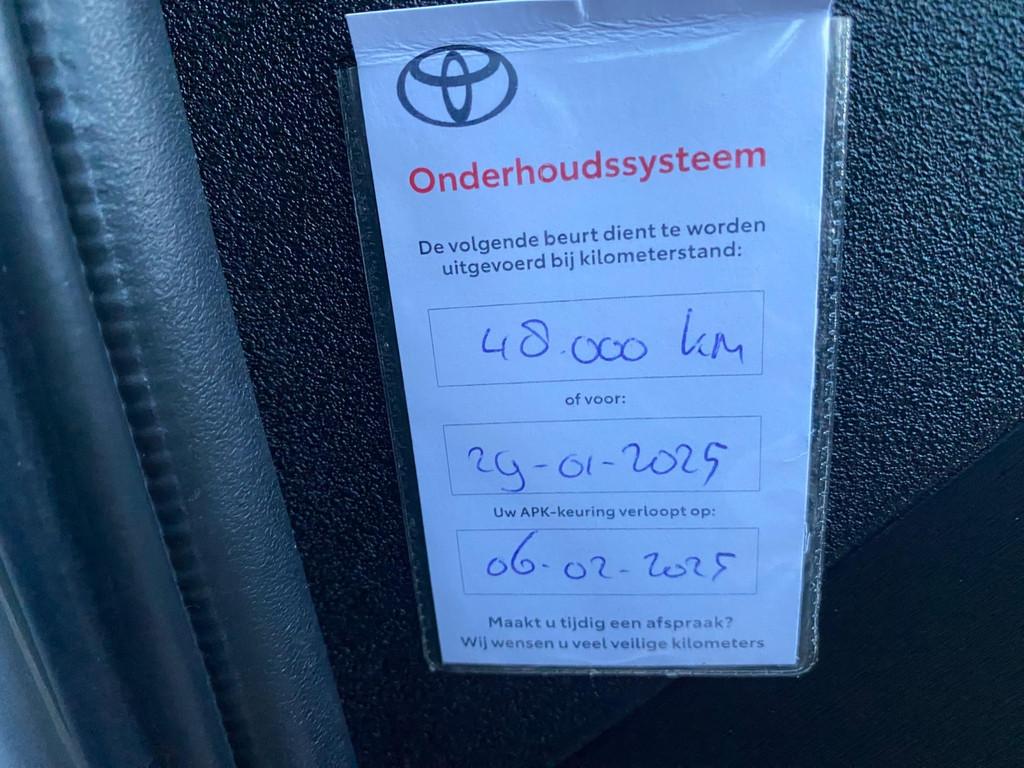 Onderhoudssysteem
De volgende beurt dient te worden
uitgevoerd bij kilometerstand:
48.000 km
of voor:
29-01-2025
Uw APK-keuring verloopt op:
06-02-2025
Maakt u tijdig een afspraak?
Wij wensen u veel veilige kilometers